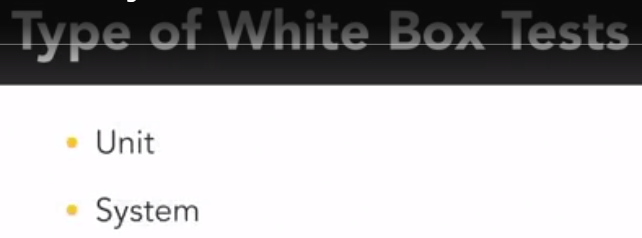 Type of White Box Tests
Unit
System